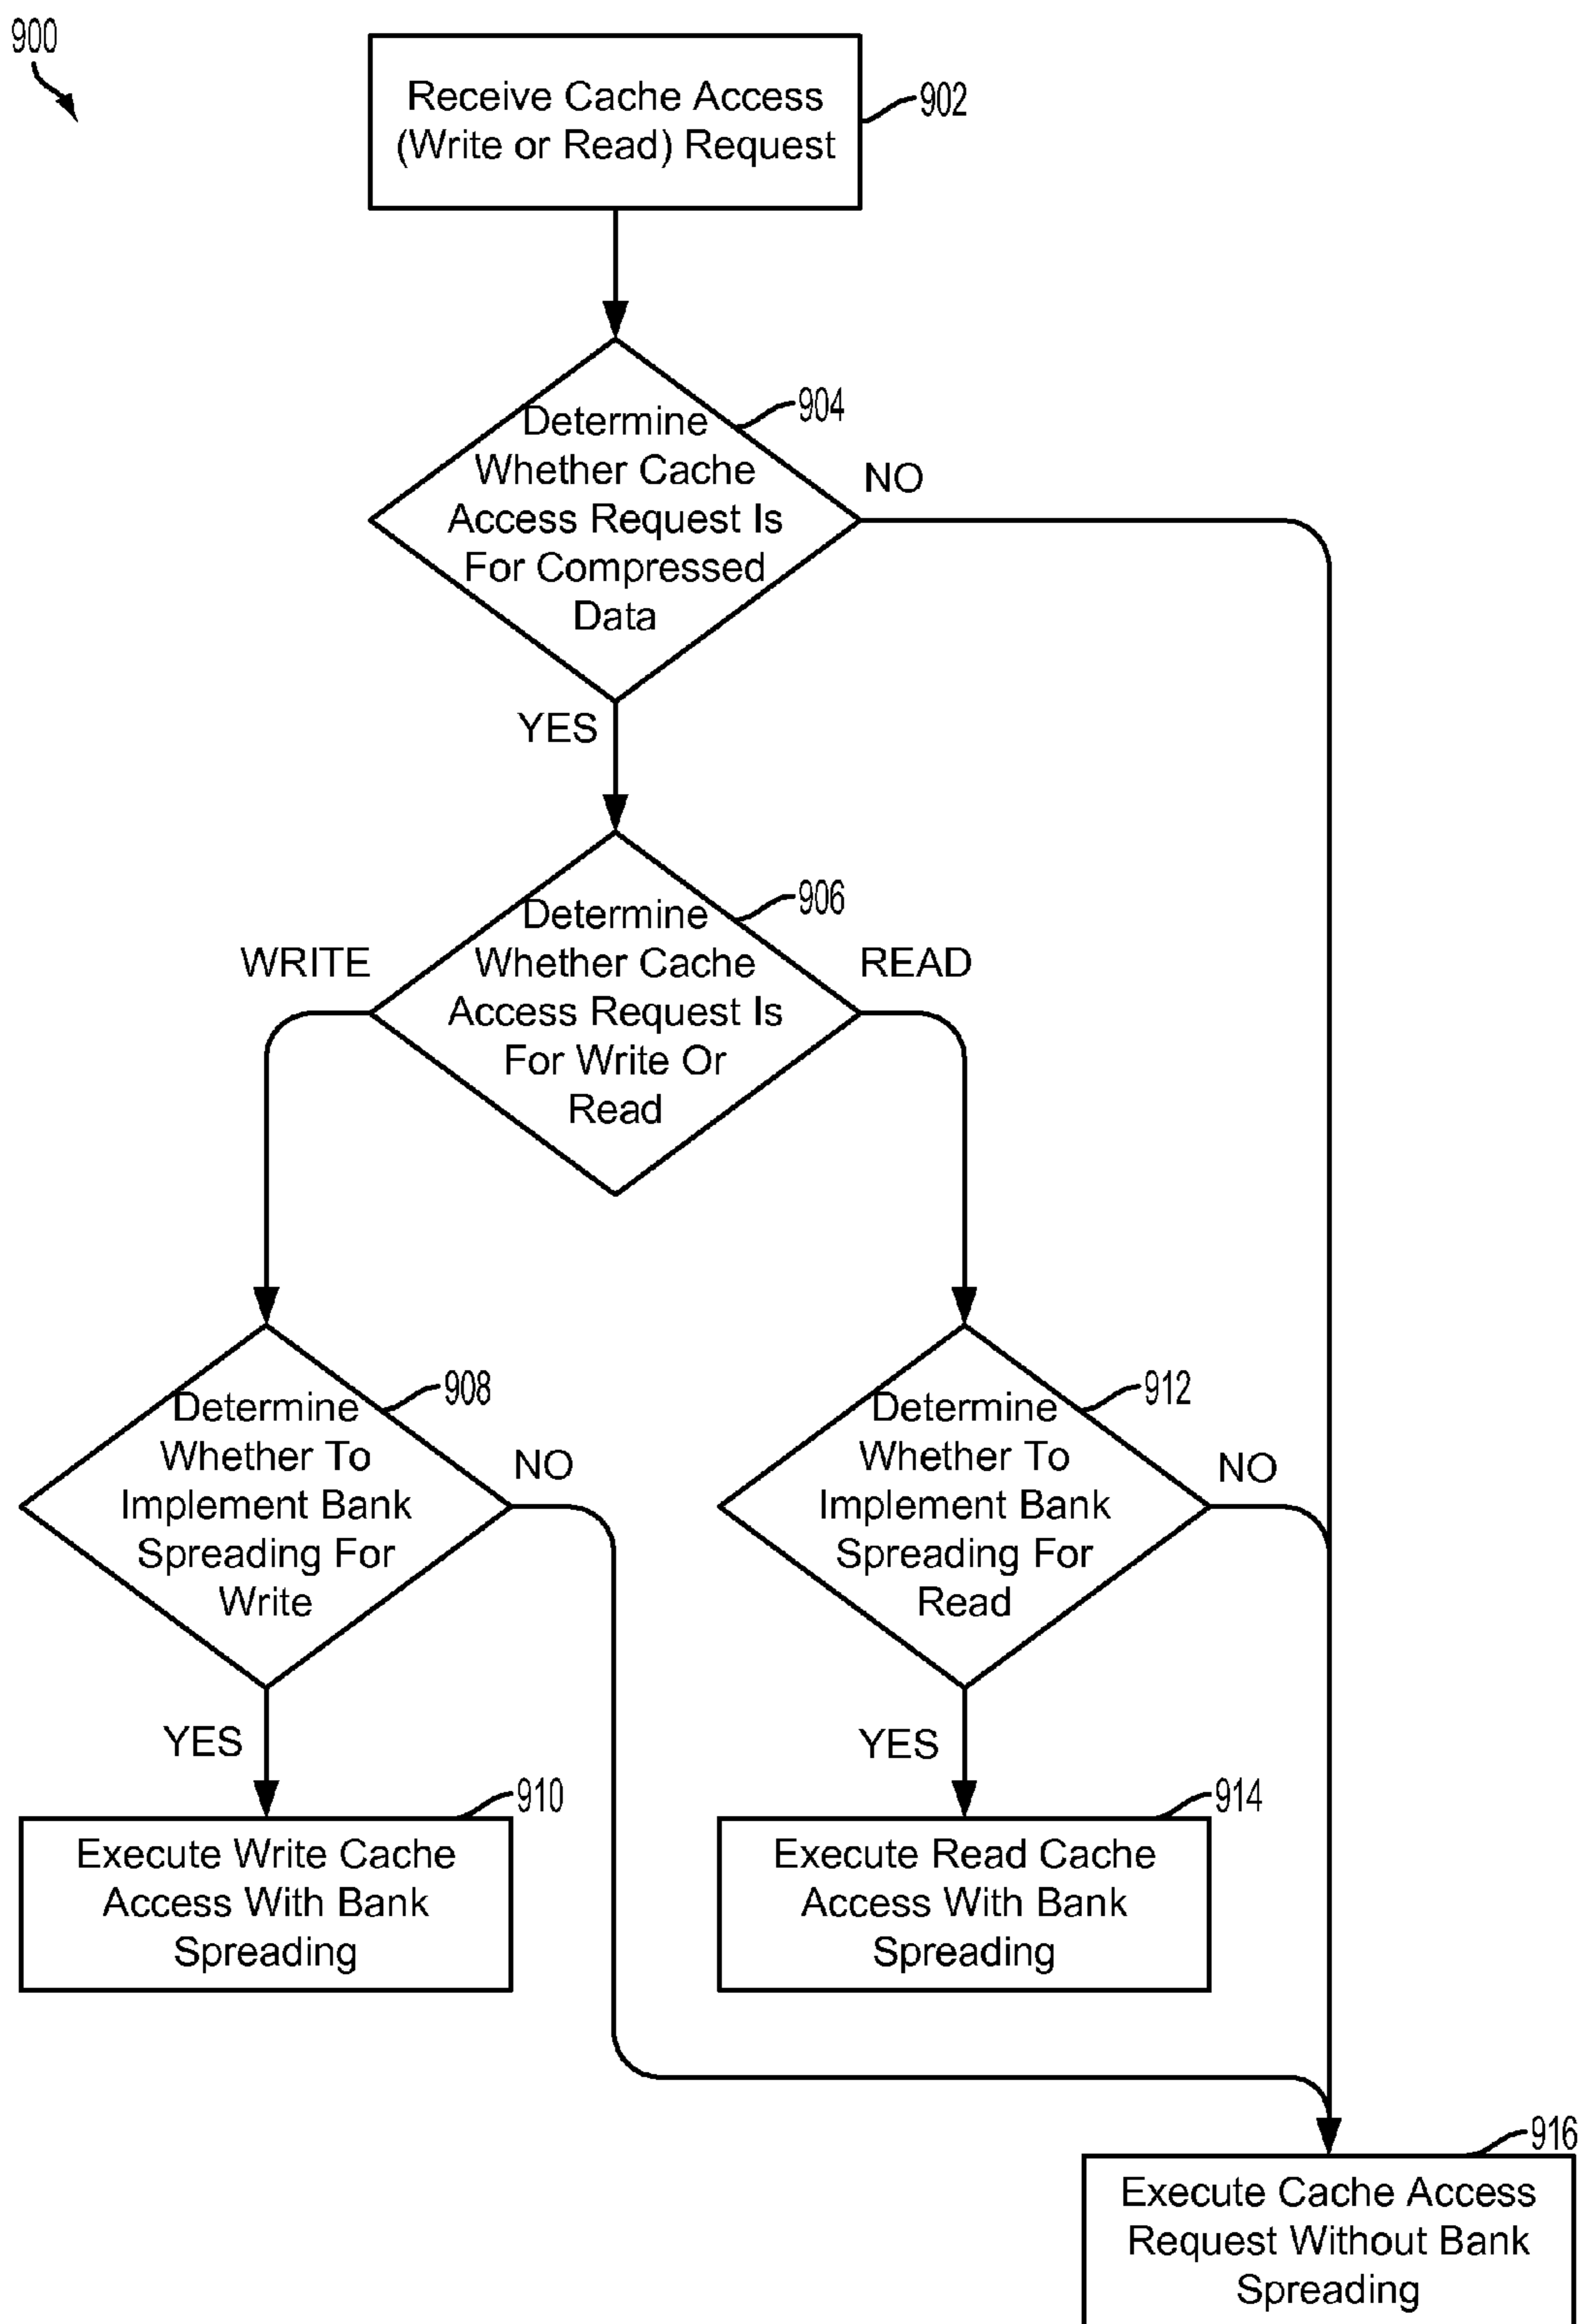 900
Receive Cache Access
(Write or Read) Request
902
Determine
Whether Cache
Access Request Is
For Compressed
Data
904
NO
YES
Determine
Whether Cache
Access Request Is
For Write Or
Read
906
WRITE
READ
Determine
Whether To
Implement Bank
Spreading For
Write
908
NO
YES
Determine
Whether To
Implement Bank
Spreading For
Read
912
NO
YES
Execute Write Cache
Access With Bank
Spreading
910
Execute Read Cache
Access With Bank
Spreading
914
Execute Cache Access
Request Without Bank
Spreading
916